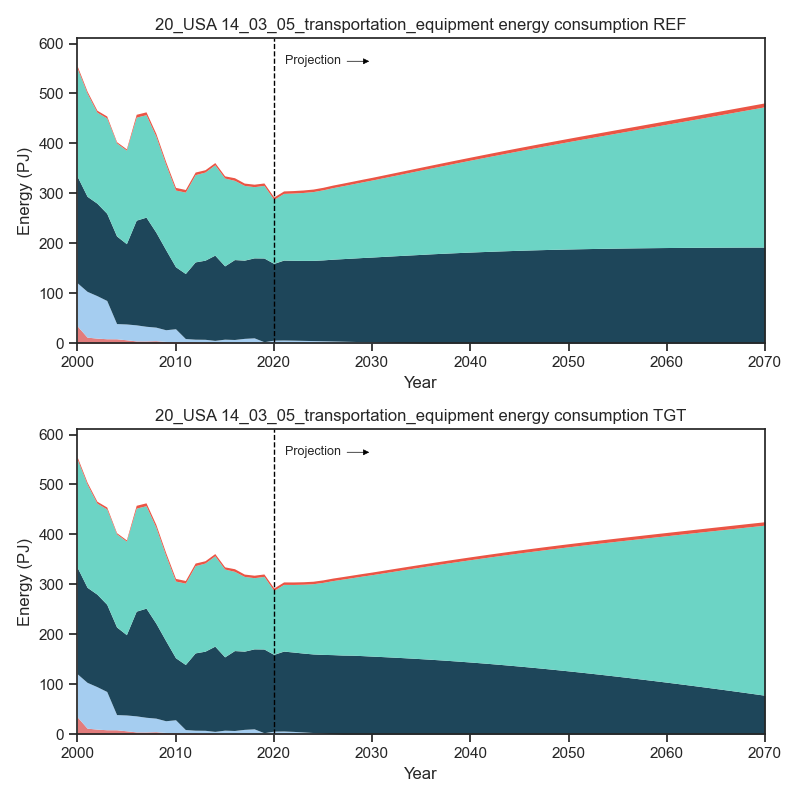 20_USA 14_03_05_transportation_equipment energy consumption REF
600
Projection
500
400
300
200
100
0
Energy (PJ)
2000 2010 2020 2030 2040 2050 2060 2070
Year
20_USA 14_03_05_transportation_equipment energy consumption TGT
600
Projection
500
400
300
200
100
0
Energy (PJ)
2000 2010 2020 2030 2040 2050 2060 2070
Year